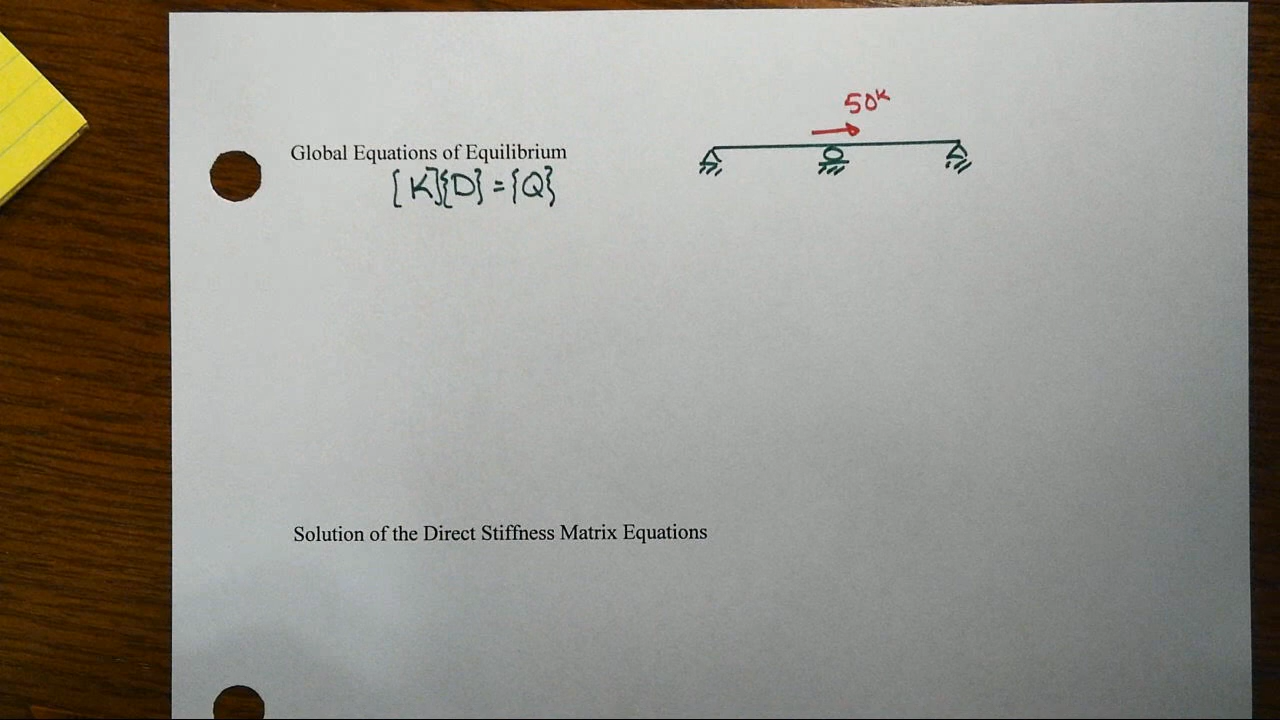 50k
Global Equations of Equilibrium
[K]{D} = {Q}
Solution of the Direct Stiffness Matrix Equations